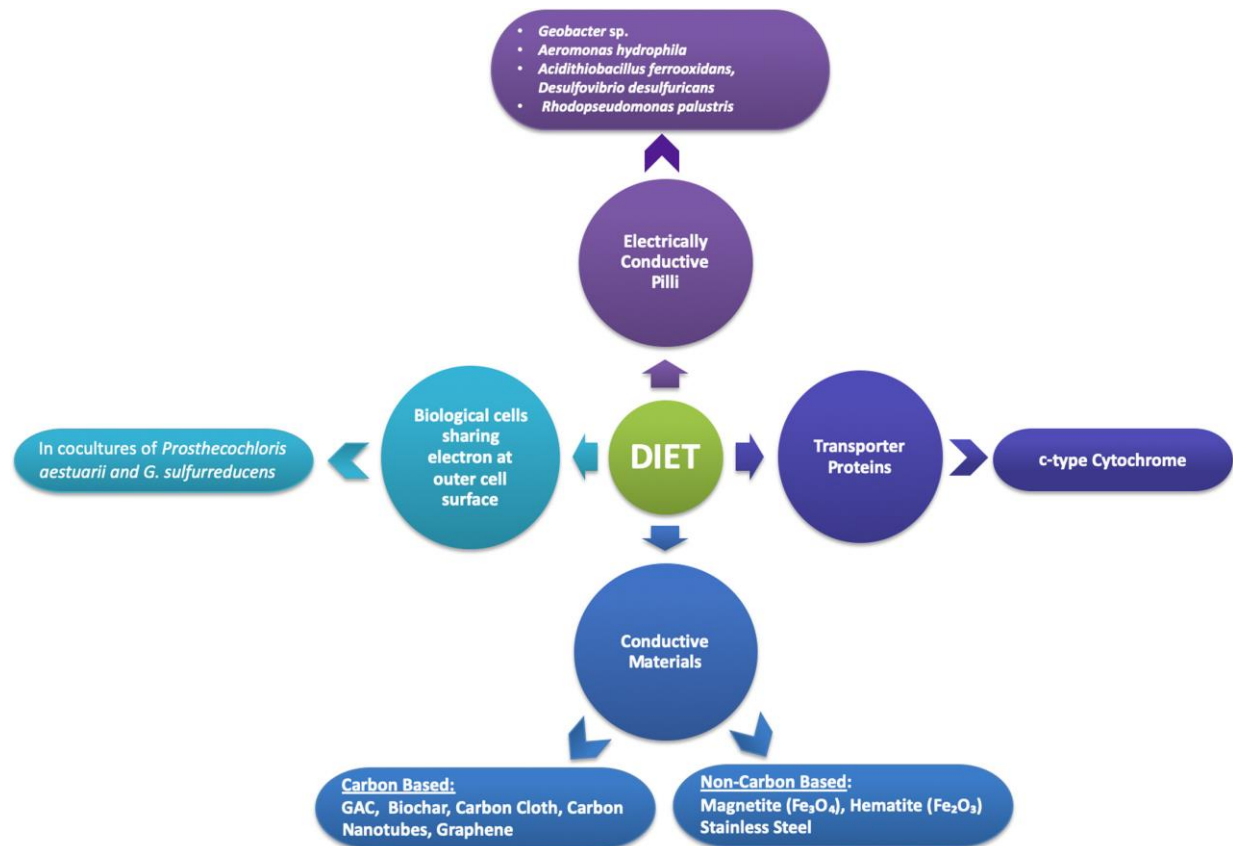 • Geobacter sp.
• Aeromonas hydrophila
• Acidithiobacillus ferrooxidans,
Desulfovibrio desulfuricans
• Rhodopseudomonas palustris
Electrically
Conductive
Pilli
Biological cells
sharing
electron at
outer cell
surface
In cocultures of Prosthecochloris
aestuarii and G. sulfurreducens
DIET
Transporter
Proteins
c-type Cytochrome
Conductive
Materials
Carbon Based:
GAC, Biochar, Carbon Cloth, Carbon
Nanotubes, Graphene
Non-Carbon Based:
Magnetite (Fe₃O₄), Hematite (Fe₂O₃)
Stainless Steel